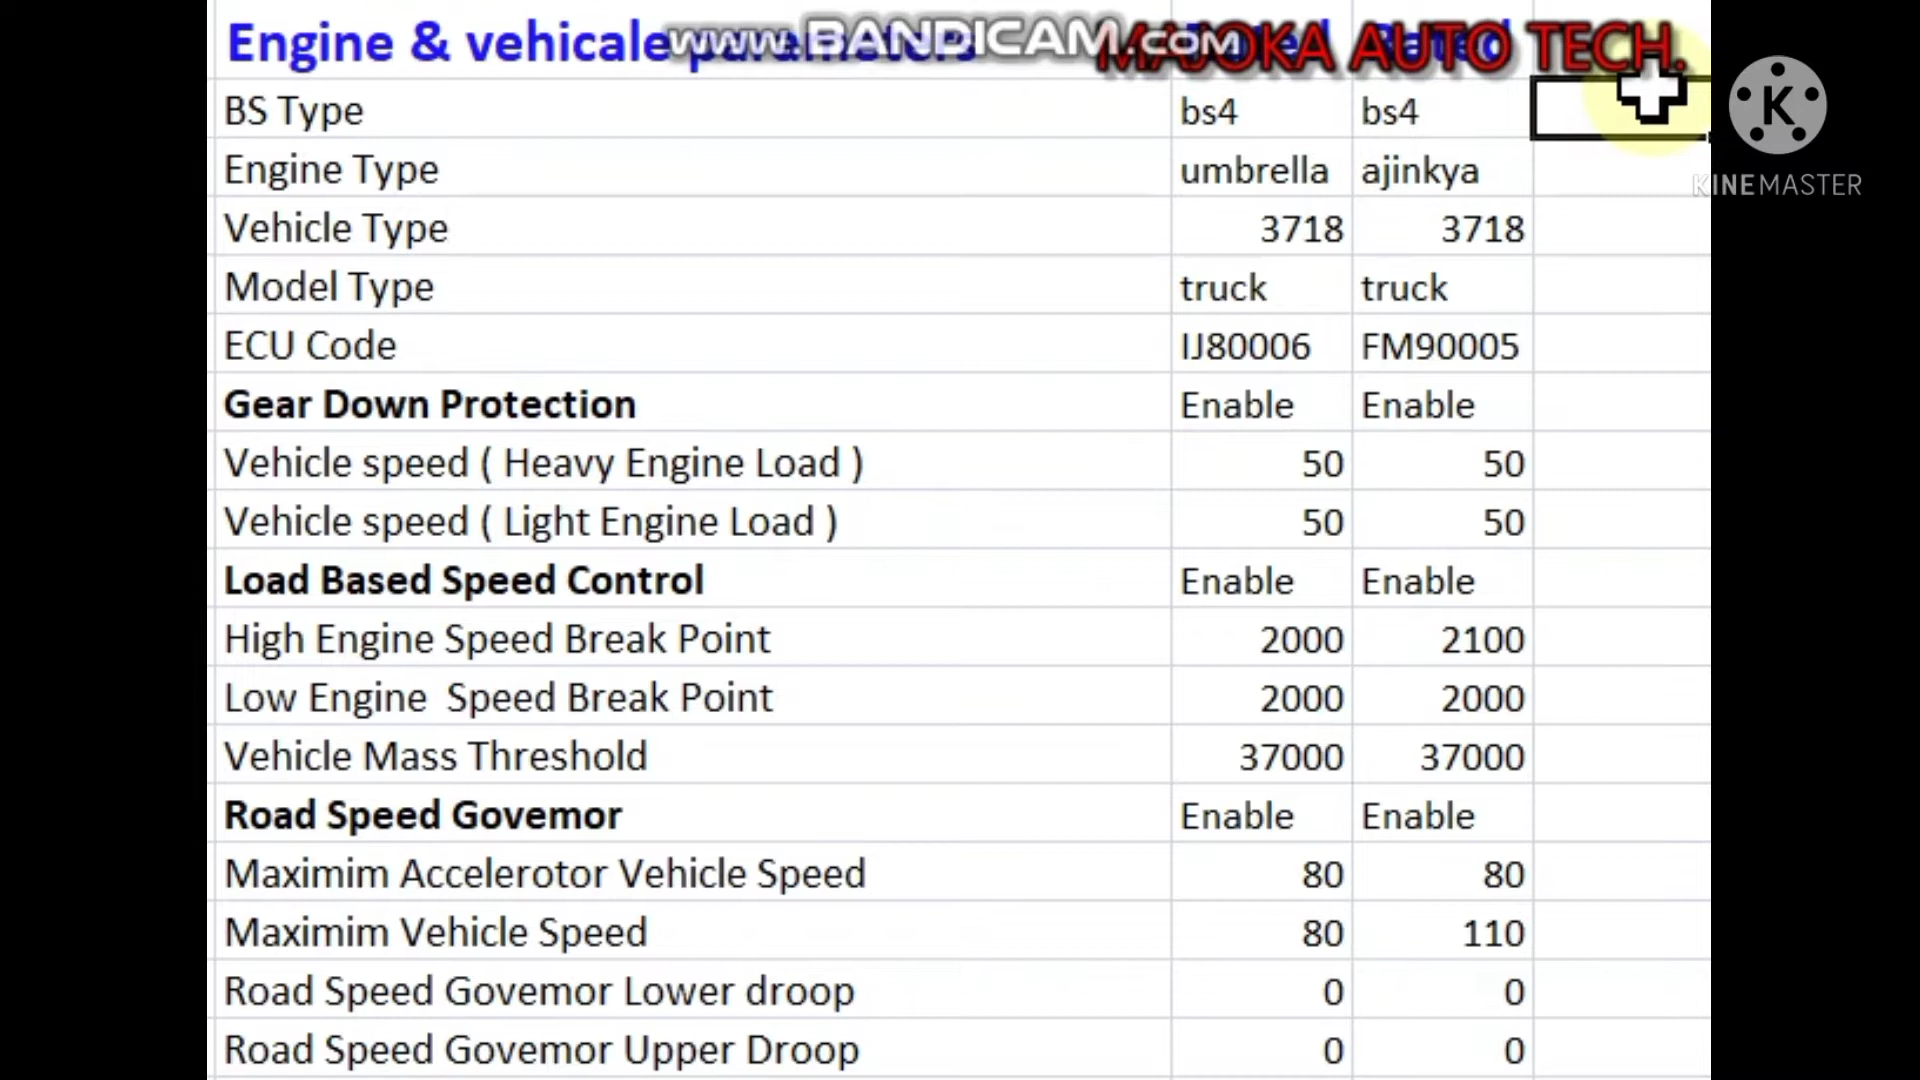 Engine & vehicale parameters
www.BANDICAM.com
MAJOKA AUTO TECH.
K
KINEMASTER
BS Type bs4 bs4
Engine Type umbrella ajinkya
Vehicle Type 3718 3718
Model Type truck truck
ECU Code IJ80006 FM90005
Gear Down Protection Enable Enable
Vehicle speed ( Heavy Engine Load ) 50 50
Vehicle speed ( Light Engine Load ) 50 50
Load Based Speed Control Enable Enable
High Engine Speed Break Point 2000 2100
Low Engine Speed Break Point 2000 2000
Vehicle Mass Threshold 37000 37000
Road Speed Govemor Enable Enable
Maximim Accelerotor Vehicle Speed 80 80
Maximim Vehicle Speed 80 110
Road Speed Govemor Lower droop 0 0
Road Speed Govemor Upper Droop 0 0